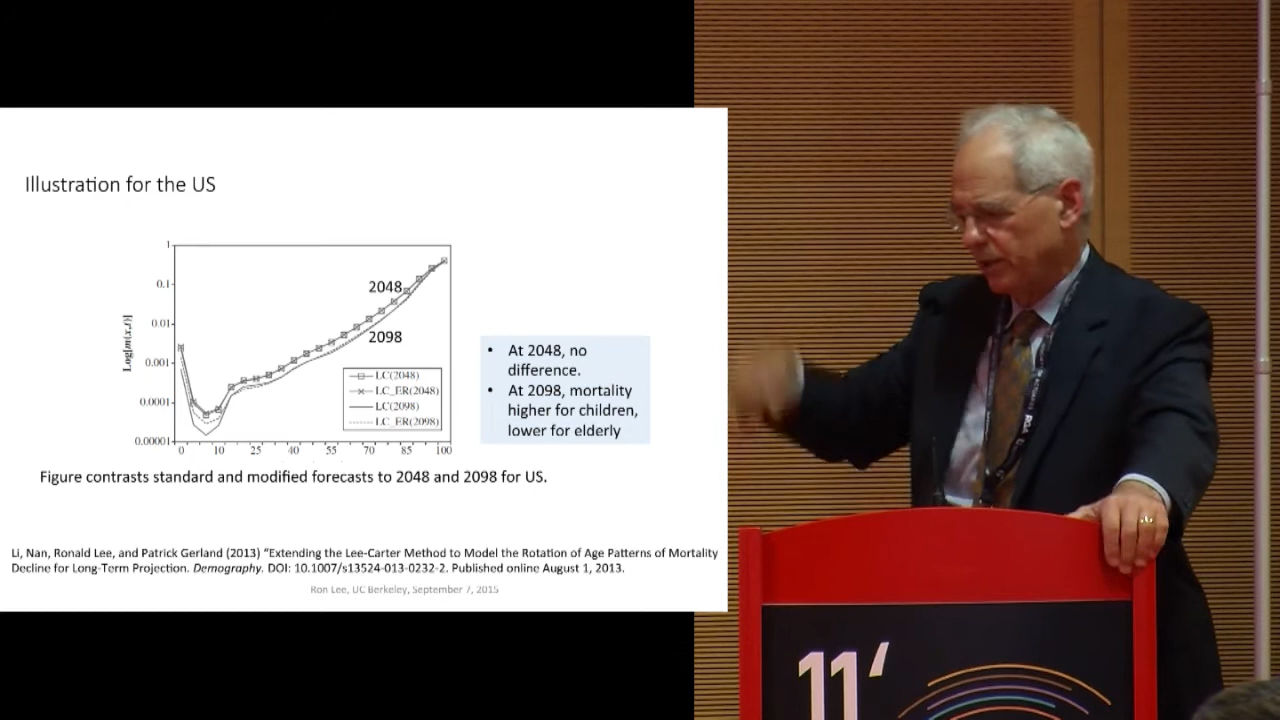 Illustration for the US
1
0.1
0.01
0.001
0.0001
0.00001
Log[m(x,t)]
2048
2098
LC(2048)
LC_ER(2048)
LC(2098)
LC_ER(2098)
0 10 25 40 55 70 85 100
• At 2048, no
difference.
• At 2098, mortality
higher for children,
lower for elderly
Figure contrasts standard and modified forecasts to 2048 and 2098 for US.
Li, Nan, Ronald Lee, and Patrick Gerland (2013) “Extending the Lee-Carter Method to Model the Rotation of Age Patterns of Mortality
Decline for Long-Term Projection. Demography. DOI: 10.1007/s13524-013-0232-2. Published online August 1, 2013.
Ron Lee, UC Berkeley, September 7, 2015
11‘